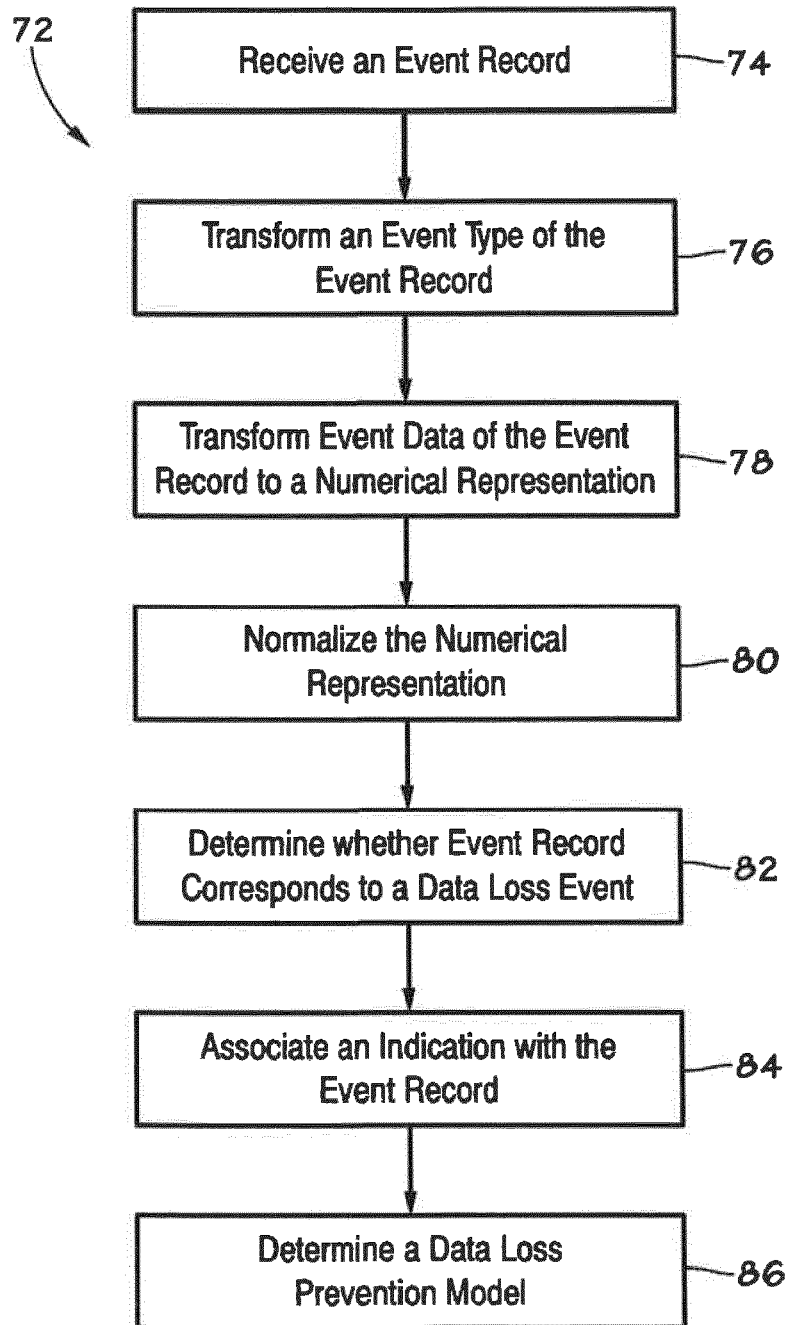 72
Receive an Event Record
74
Transform an Event Type of the
Event Record
76
Transform Event Data of the Event
Record to a Numerical Representation
78
Normalize the Numerical
Representation
80
Determine whether Event Record
Corresponds to a Data Loss Event
82
Associate an Indication with the
Event Record
84
Determine a Data Loss
Prevention Model
86